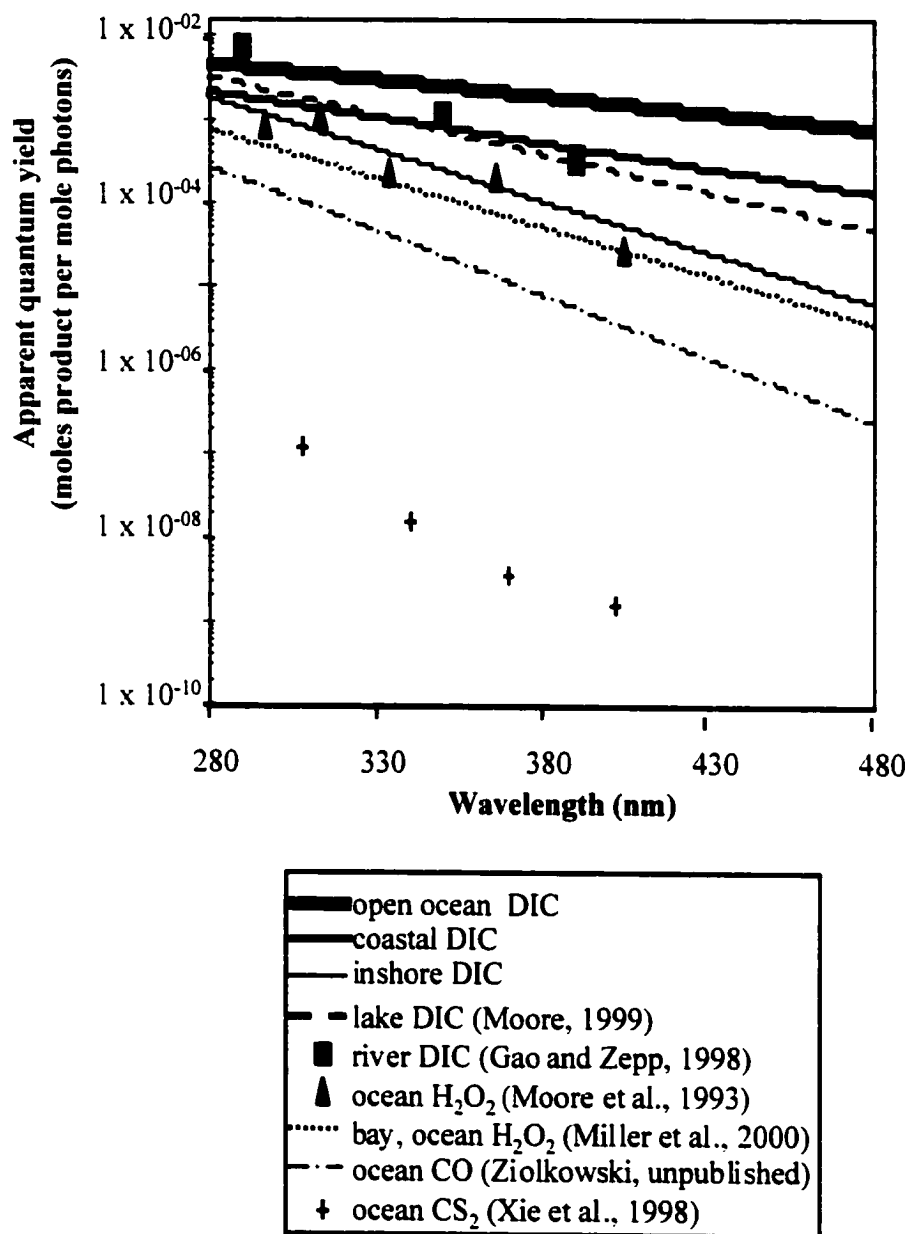 Apparent quantum yield
(moles product per mole photons)
1 x 10-02
1 x 10-04
1 x 10-06
1 x 10-08
1 x 10-10
280 330 380 430 480
Wavelength (nm)
open ocean DIC
coastal DIC
inshore DIC
lake DIC (Moore, 1999)
river DIC (Gao and Zepp, 1998)
ocean H2O2 (Moore et al., 1993)
bay, ocean H2O2 (Miller et al., 2000)
ocean CO (Ziolkowski, unpublished)
ocean CS2 (Xie et al., 1998)